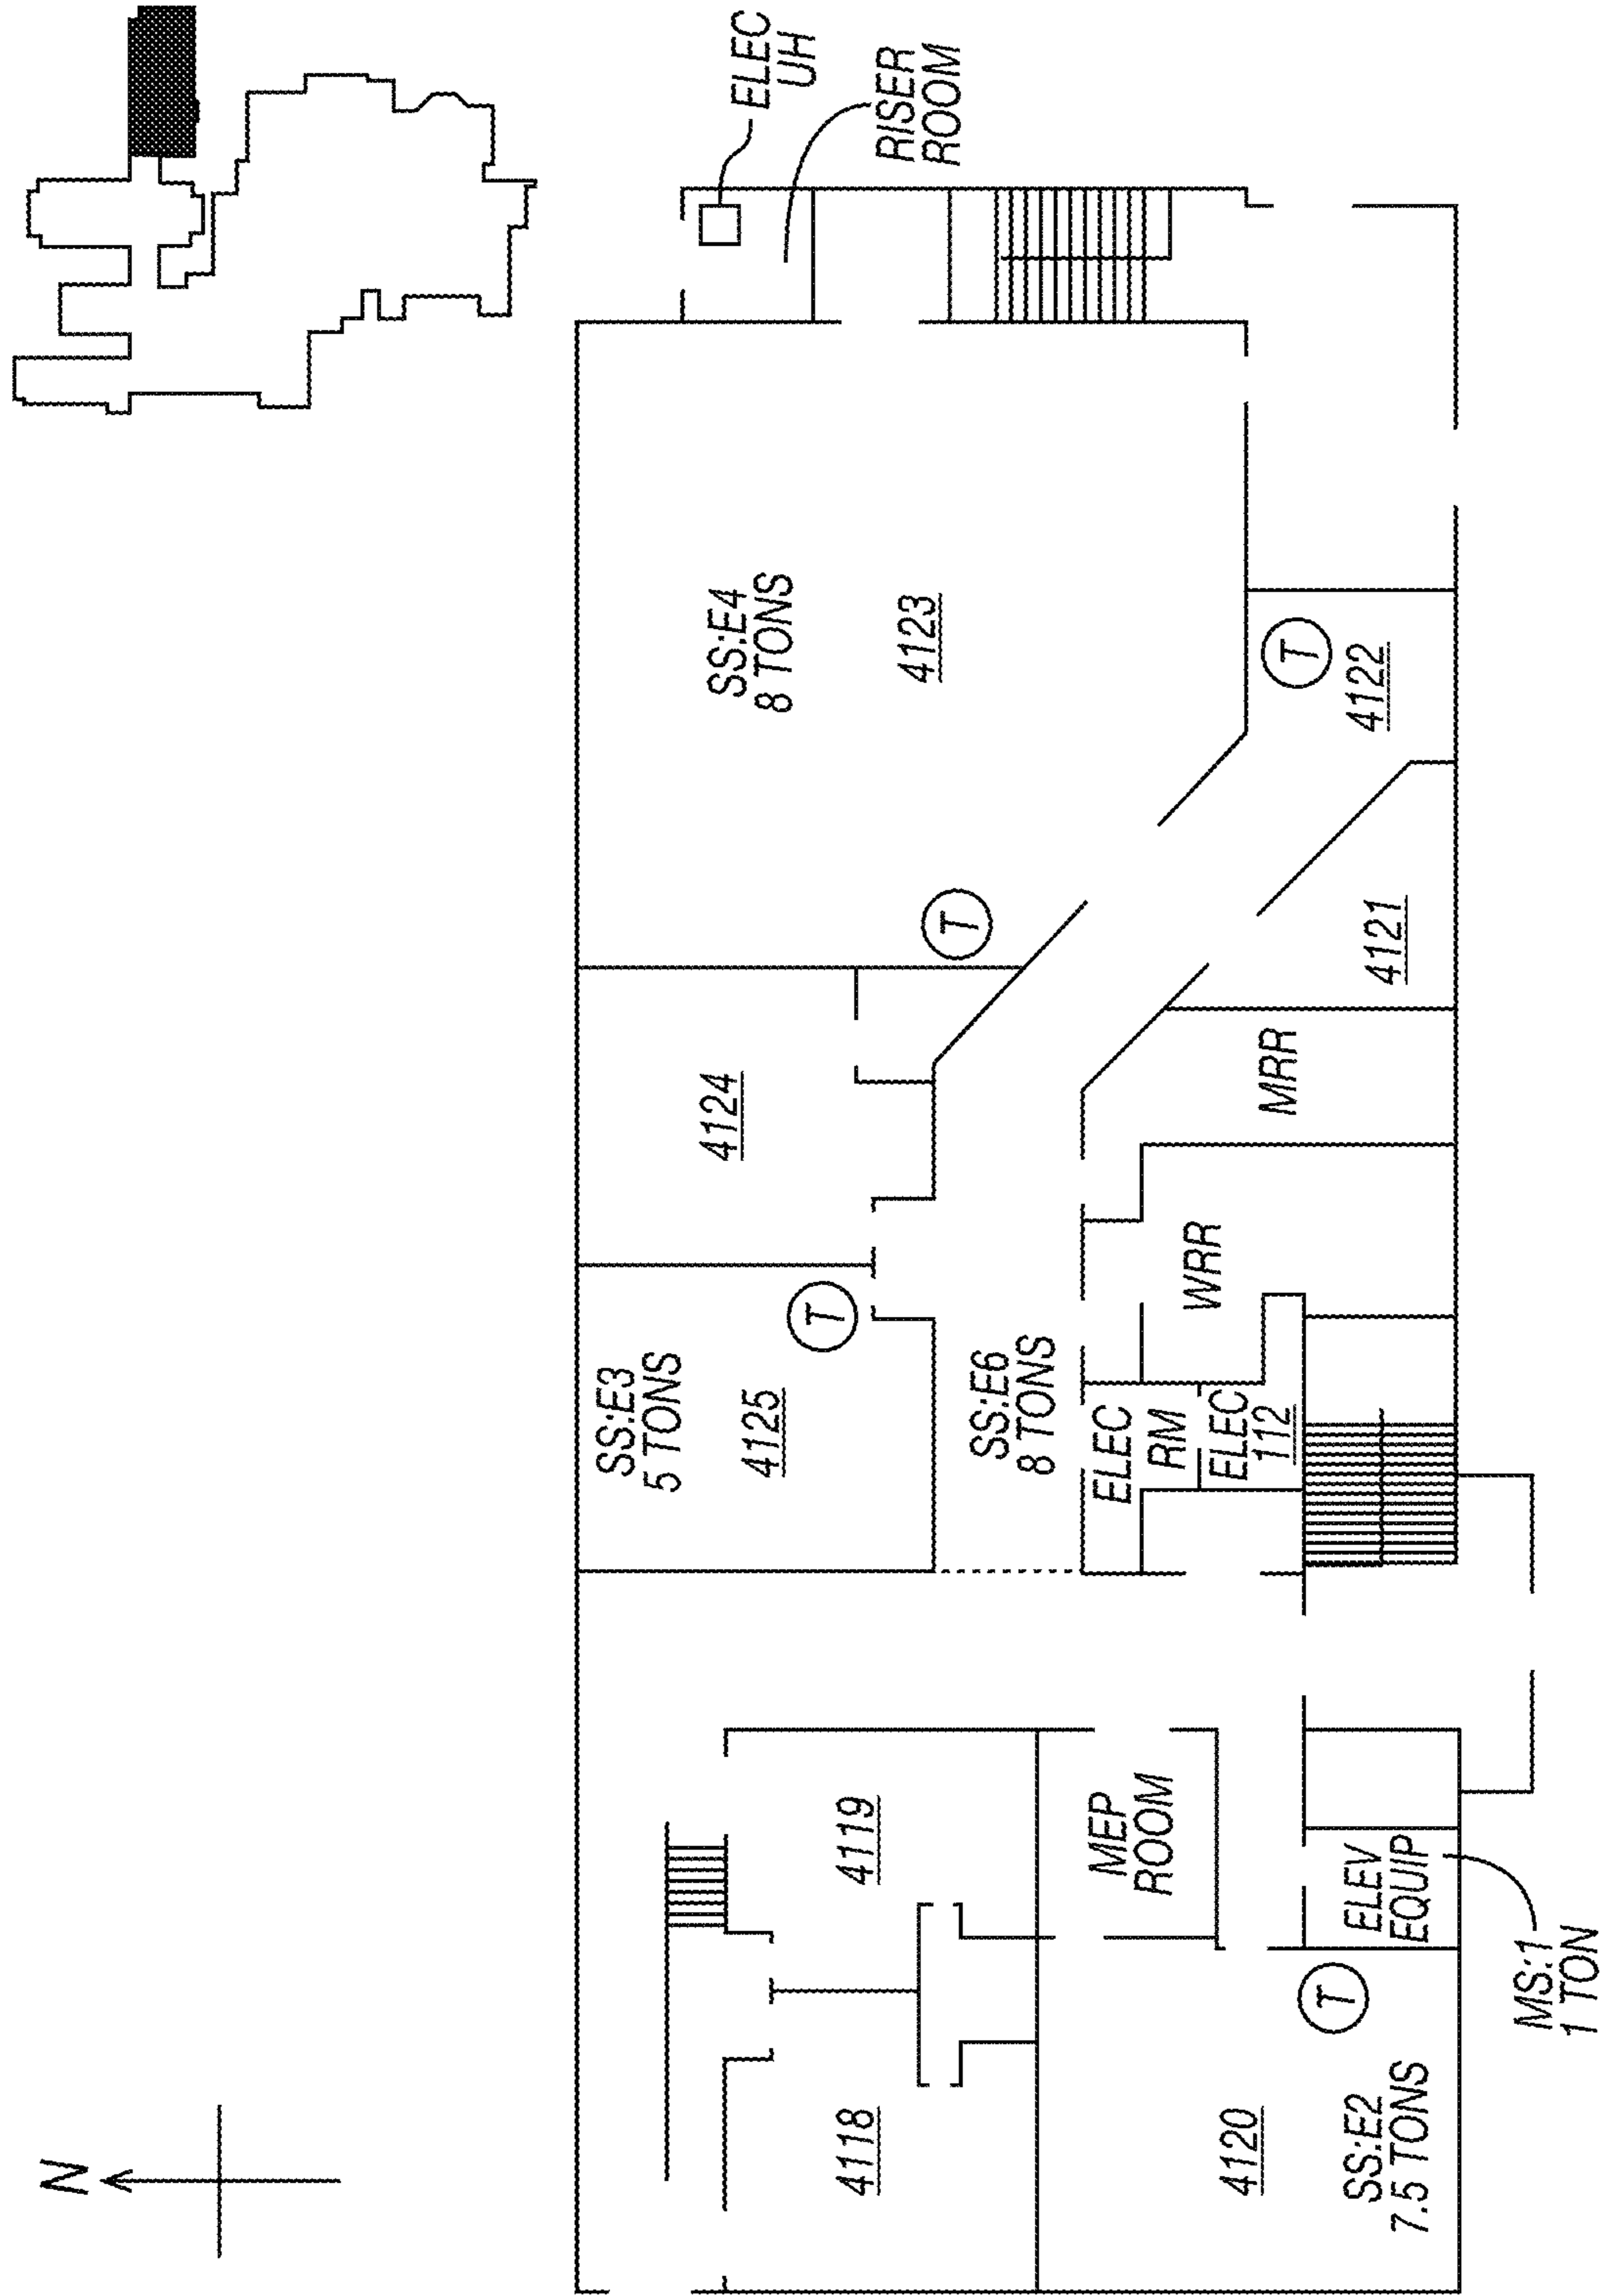 N
ELEC
UH
RISER
ROOM
SS:E4
8 TONS
4123
T
4122
T
4121
4124
MRR
SS:E3
5 TONS
4125
T
SS:E6
8 TONS
WRR
ELEC
RM
ELEC
112
4119
MEP
ROOM
ELEV
EQUIP
MS:1
1 TON
4118
4120
T
SS:E2
7.5 TONS